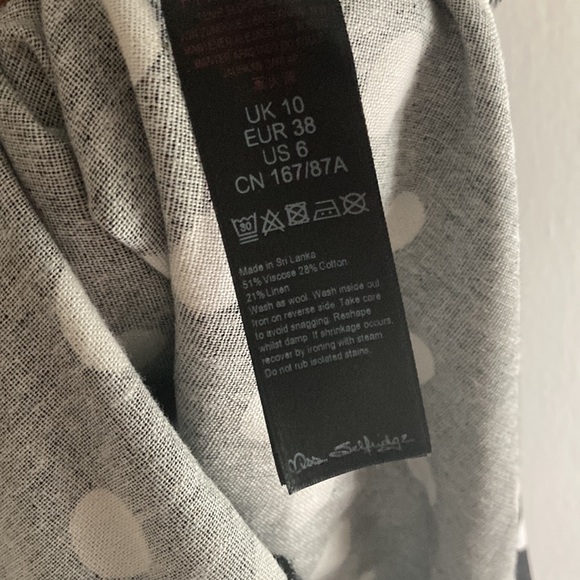 UK 10
EUR 38
US 6
CN 167/87A
30
Made in Sri Lanka
51% Viscose 28% Cotton
21% Linen
Wash as wool. Wash inside out
Iron on reverse side. Take care
to avoid snagging. Reshape
whilst damp. If shrinkage occurs,
recover by ironing with steam.
Do not rub isolated stains.
Miss Selfridge